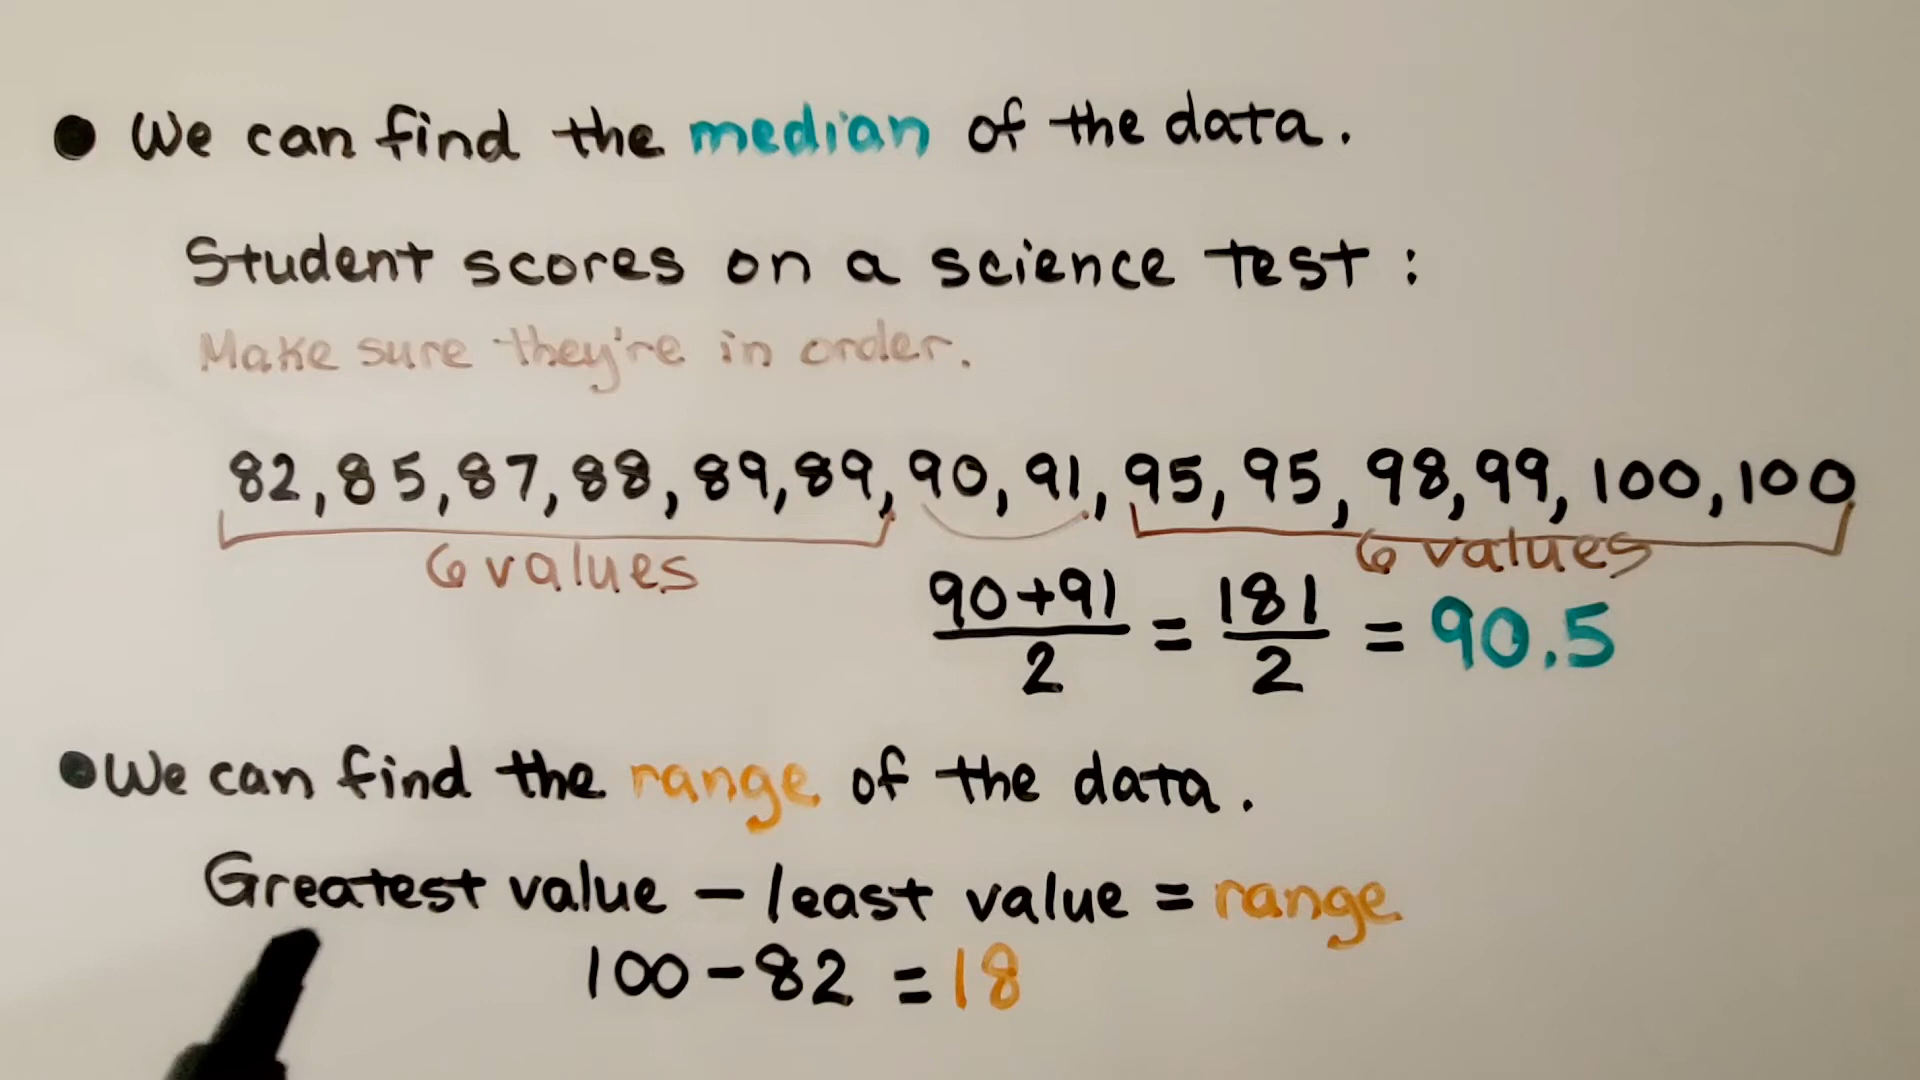 ● We can find the median of the data.
Student scores on a science test:
Make sure they're in order.
82, 85, 87, 88, 89, 89, 90, 91, 95, 95, 98, 99, 100, 100
6 values 6 values
90+91/2 = 181/2 = 90.5
● We can find the range of the data.
Greatest value - least value = range
100 - 82 = 18